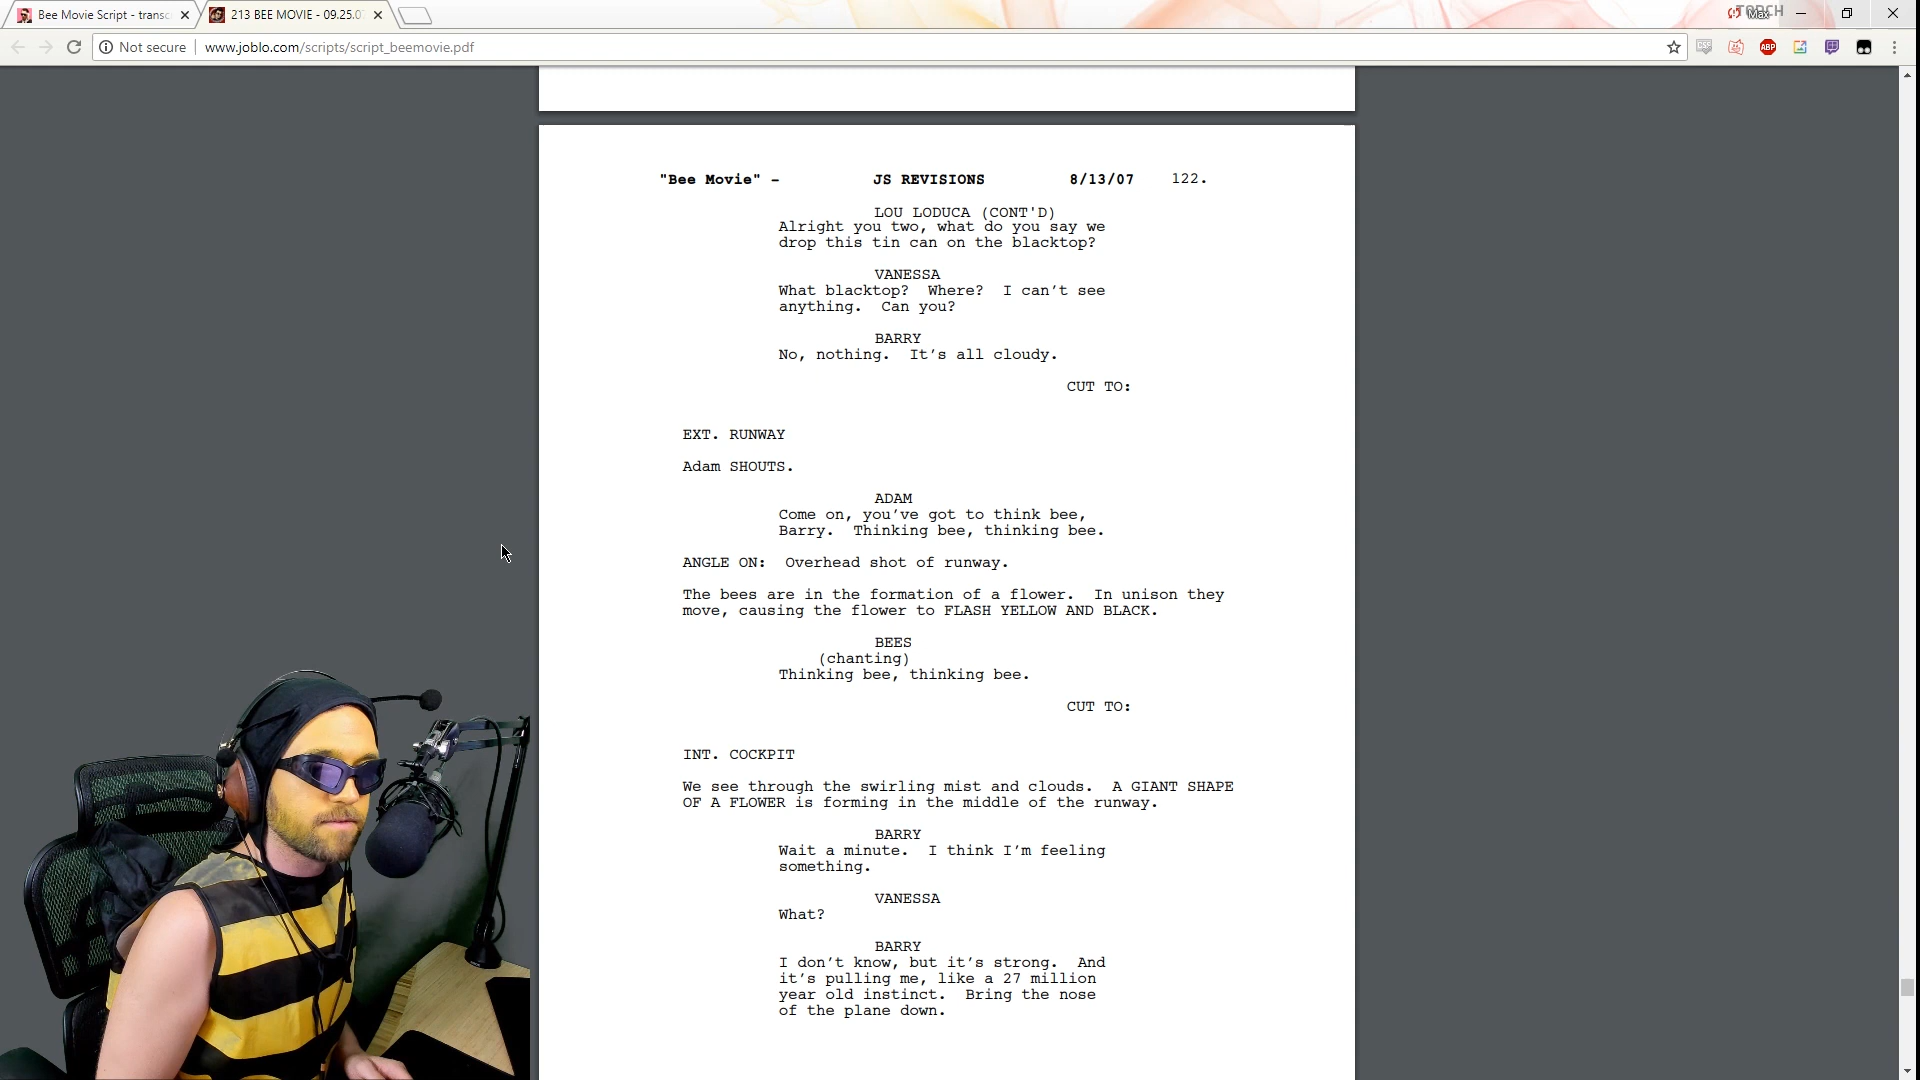 Bee Movie Script - transc
213 BEE MOVIE - 09.25.0
Max
Not secure
www.joblo.com/scripts/script_beemovie.pdf
ABP
"Bee Movie" - JS REVISIONS 8/13/07 122.
LOU LODUCA (CONT'D)
Alright you two, what do you say we
drop this tin can on the blacktop?
VANESSA
What blacktop? Where? I can't see
anything. Can you?
BARRY
No, nothing. It's all cloudy.
CUT TO:
EXT. RUNWAY
Adam SHOUTS.
ADAM
Come on, you've got to think bee,
Barry. Thinking bee, thinking bee.
ANGLE ON: Overhead shot of runway.
The bees are in the formation of a flower. In unison they
move, causing the flower to FLASH YELLOW AND BLACK.
BEES
(chanting)
Thinking bee, thinking bee.
CUT TO:
INT. COCKPIT
We see through the swirling mist and clouds. A GIANT SHAPE
OF A FLOWER is forming in the middle of the runway.
BARRY
Wait a minute. I think I'm feeling
something.
VANESSA
What?
BARRY
I don't know, but it's strong. And
it's pulling me, like a 27 million
year old instinct. Bring the nose
of the plane down.